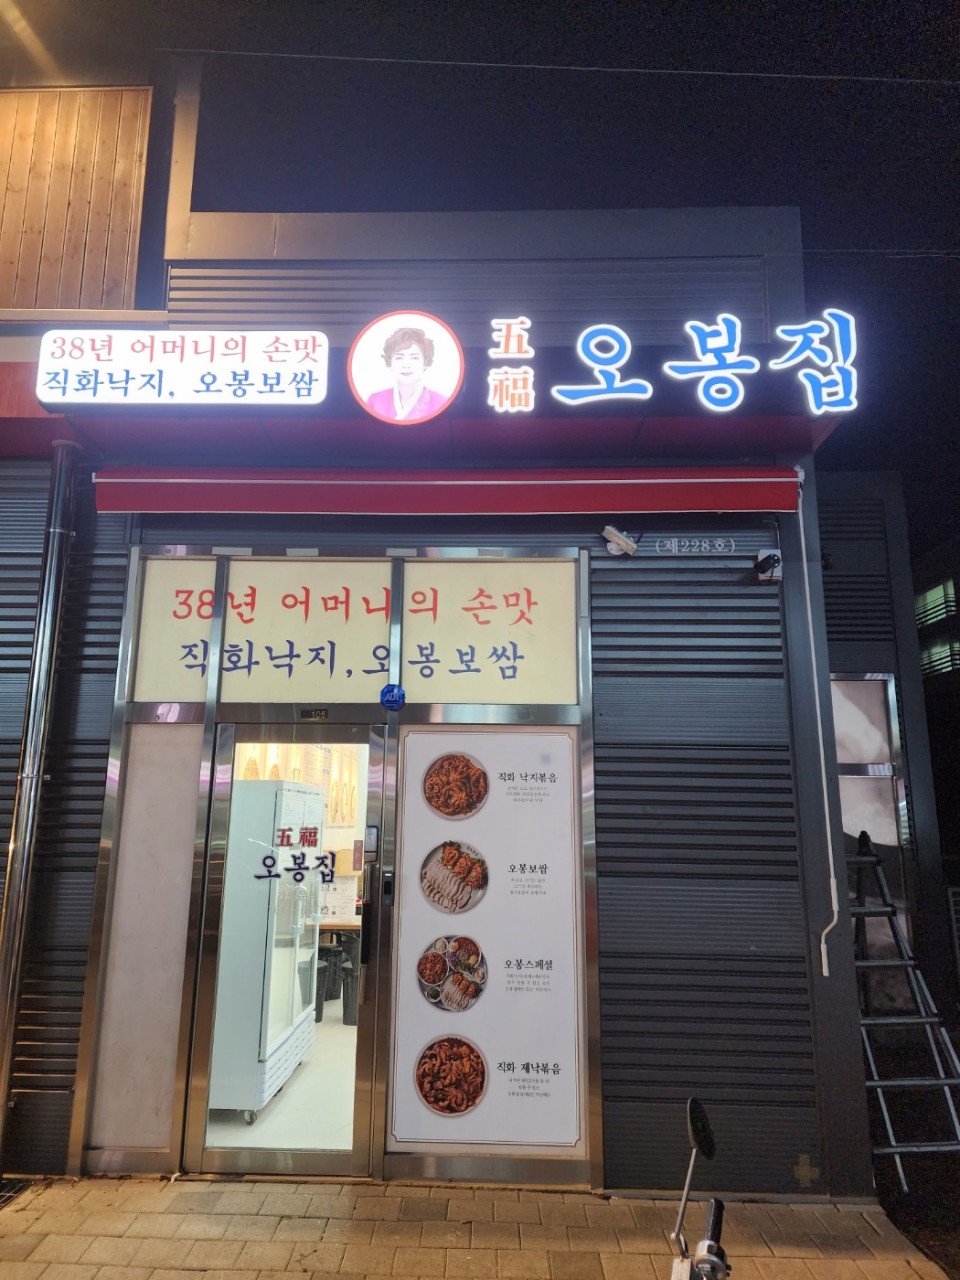 38년 어머니의 손맛
직화낙지, 오봉보쌈
五福
오봉집
(제228호)
38년 어머니의 손맛
직화낙지, 오봉보쌈
ADT
105
五福
오봉집
직화 낙지볶음
오봉보쌈
오봉스페셜
직화 제낙볶음